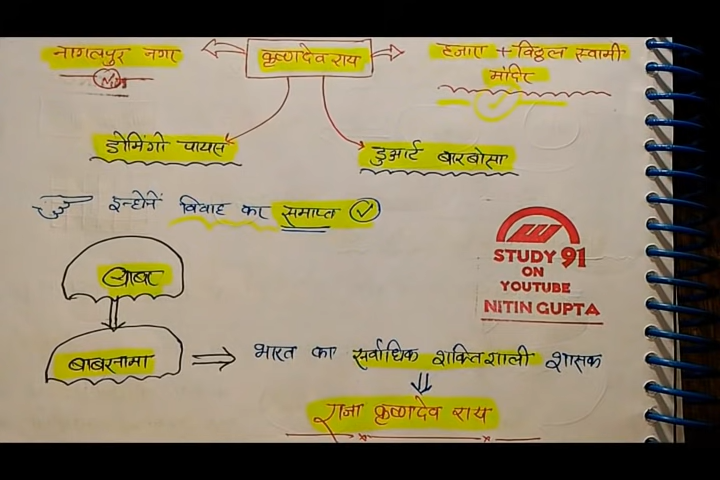 नागलपुर नगर
कृष्णदेव राय
हजारा + विठ्ठल स्वामी
मंदिर
डोमिंगो पायस
डुआर्ट बारबोसा
इन्होनें विवाह कर समाप्त
STUDY 91
ON
YOUTUBE
NITIN GUPTA
बाबर
बाबरनामा
भारत का सर्वाधिक शक्तिशाली शासक
राजा कृष्णदेव राय